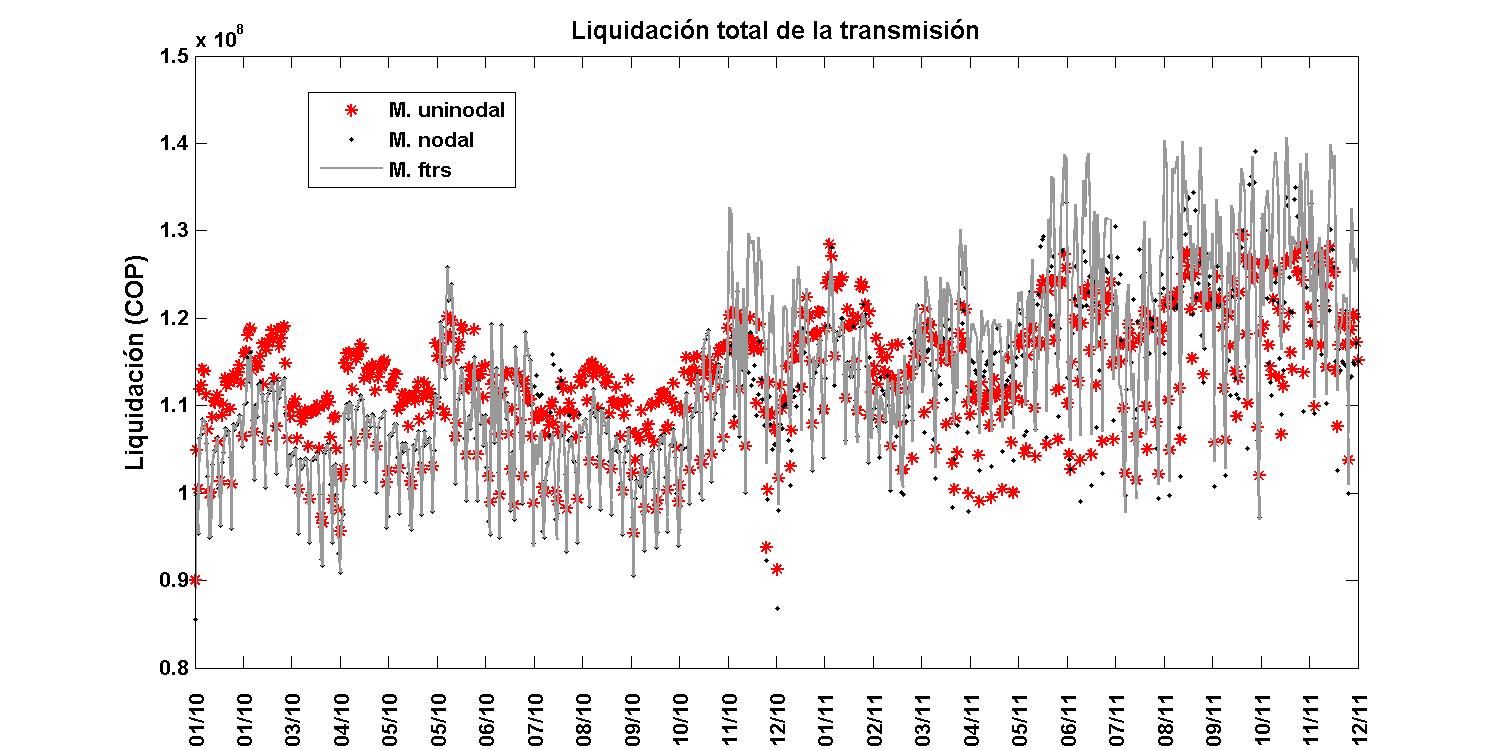 Liquidación total de la transmisión
x 10⁸
1.5
1.4
1.3
1.2
1.1
1
0.9
0.8
Liquidación (COP)
M. uninodal
M. nodal
M. ftrs
01/10 01/10 03/10 04/10 05/10 05/10 06/10 07/10 08/10 09/10 10/10 11/10 12/10 01/11 02/11 03/11 04/11 05/11 06/11 07/11 08/11 09/11 10/11 11/11 12/11